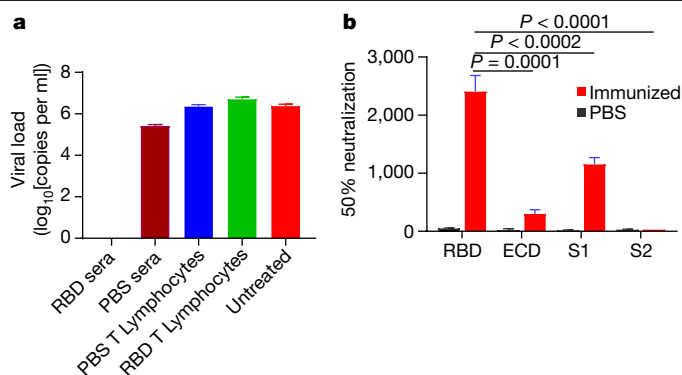 a
Viral load
(log10[copies per ml])
8
6
4
2
0
RBD sera
PBS sera
PBS T Lymphocytes
RBD T Lymphocytes
Untreated
b
P < 0.0001
P < 0.0002
P = 0.0001
50% neutralization
3,000
2,000
1,000
0
Immunized
PBS
RBD ECD S1 S2